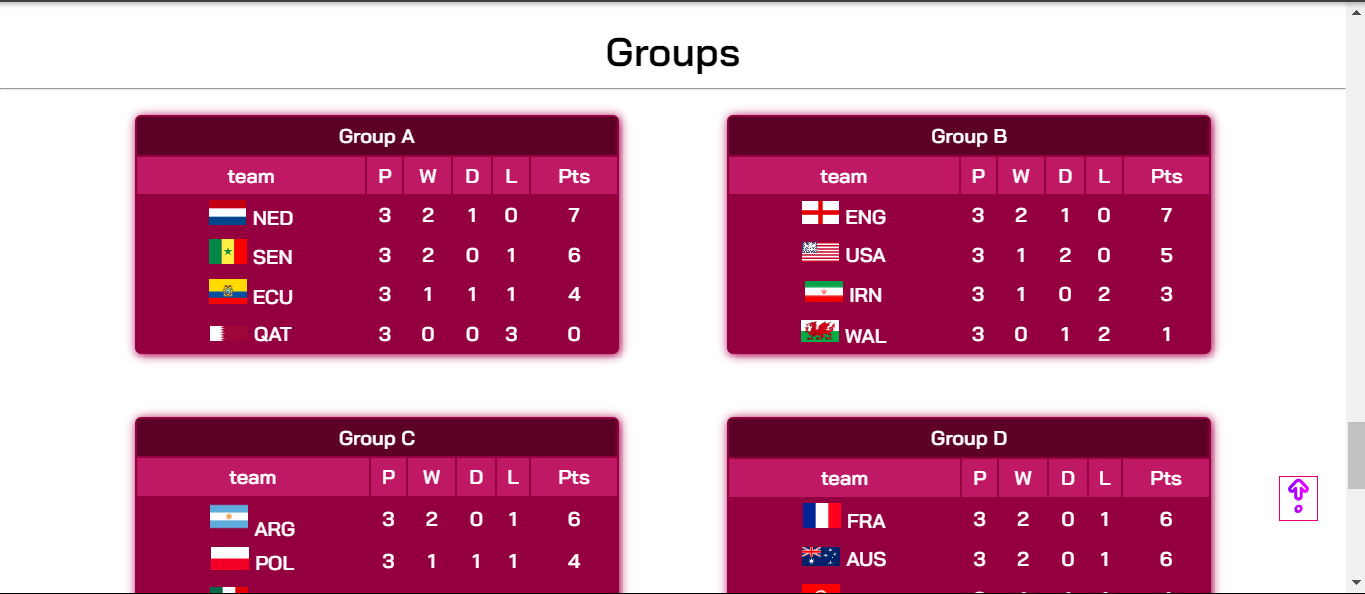 Groups
Group A
team P W D L Pts
NED 3 2 1 0 7
SEN 3 2 0 1 6
ECU 3 1 1 1 4
QAT 3 0 0 3 0
Group B
team P W D L Pts
ENG 3 2 1 0 7
USA 3 1 2 0 5
IRN 3 1 0 2 3
WAL 3 0 1 2 1
Group C
team P W D L Pts
ARG 3 2 0 1 6
POL 3 1 1 1 4
Group D
team P W D L Pts
FRA 3 2 0 1 6
AUS 3 2 0 1 6